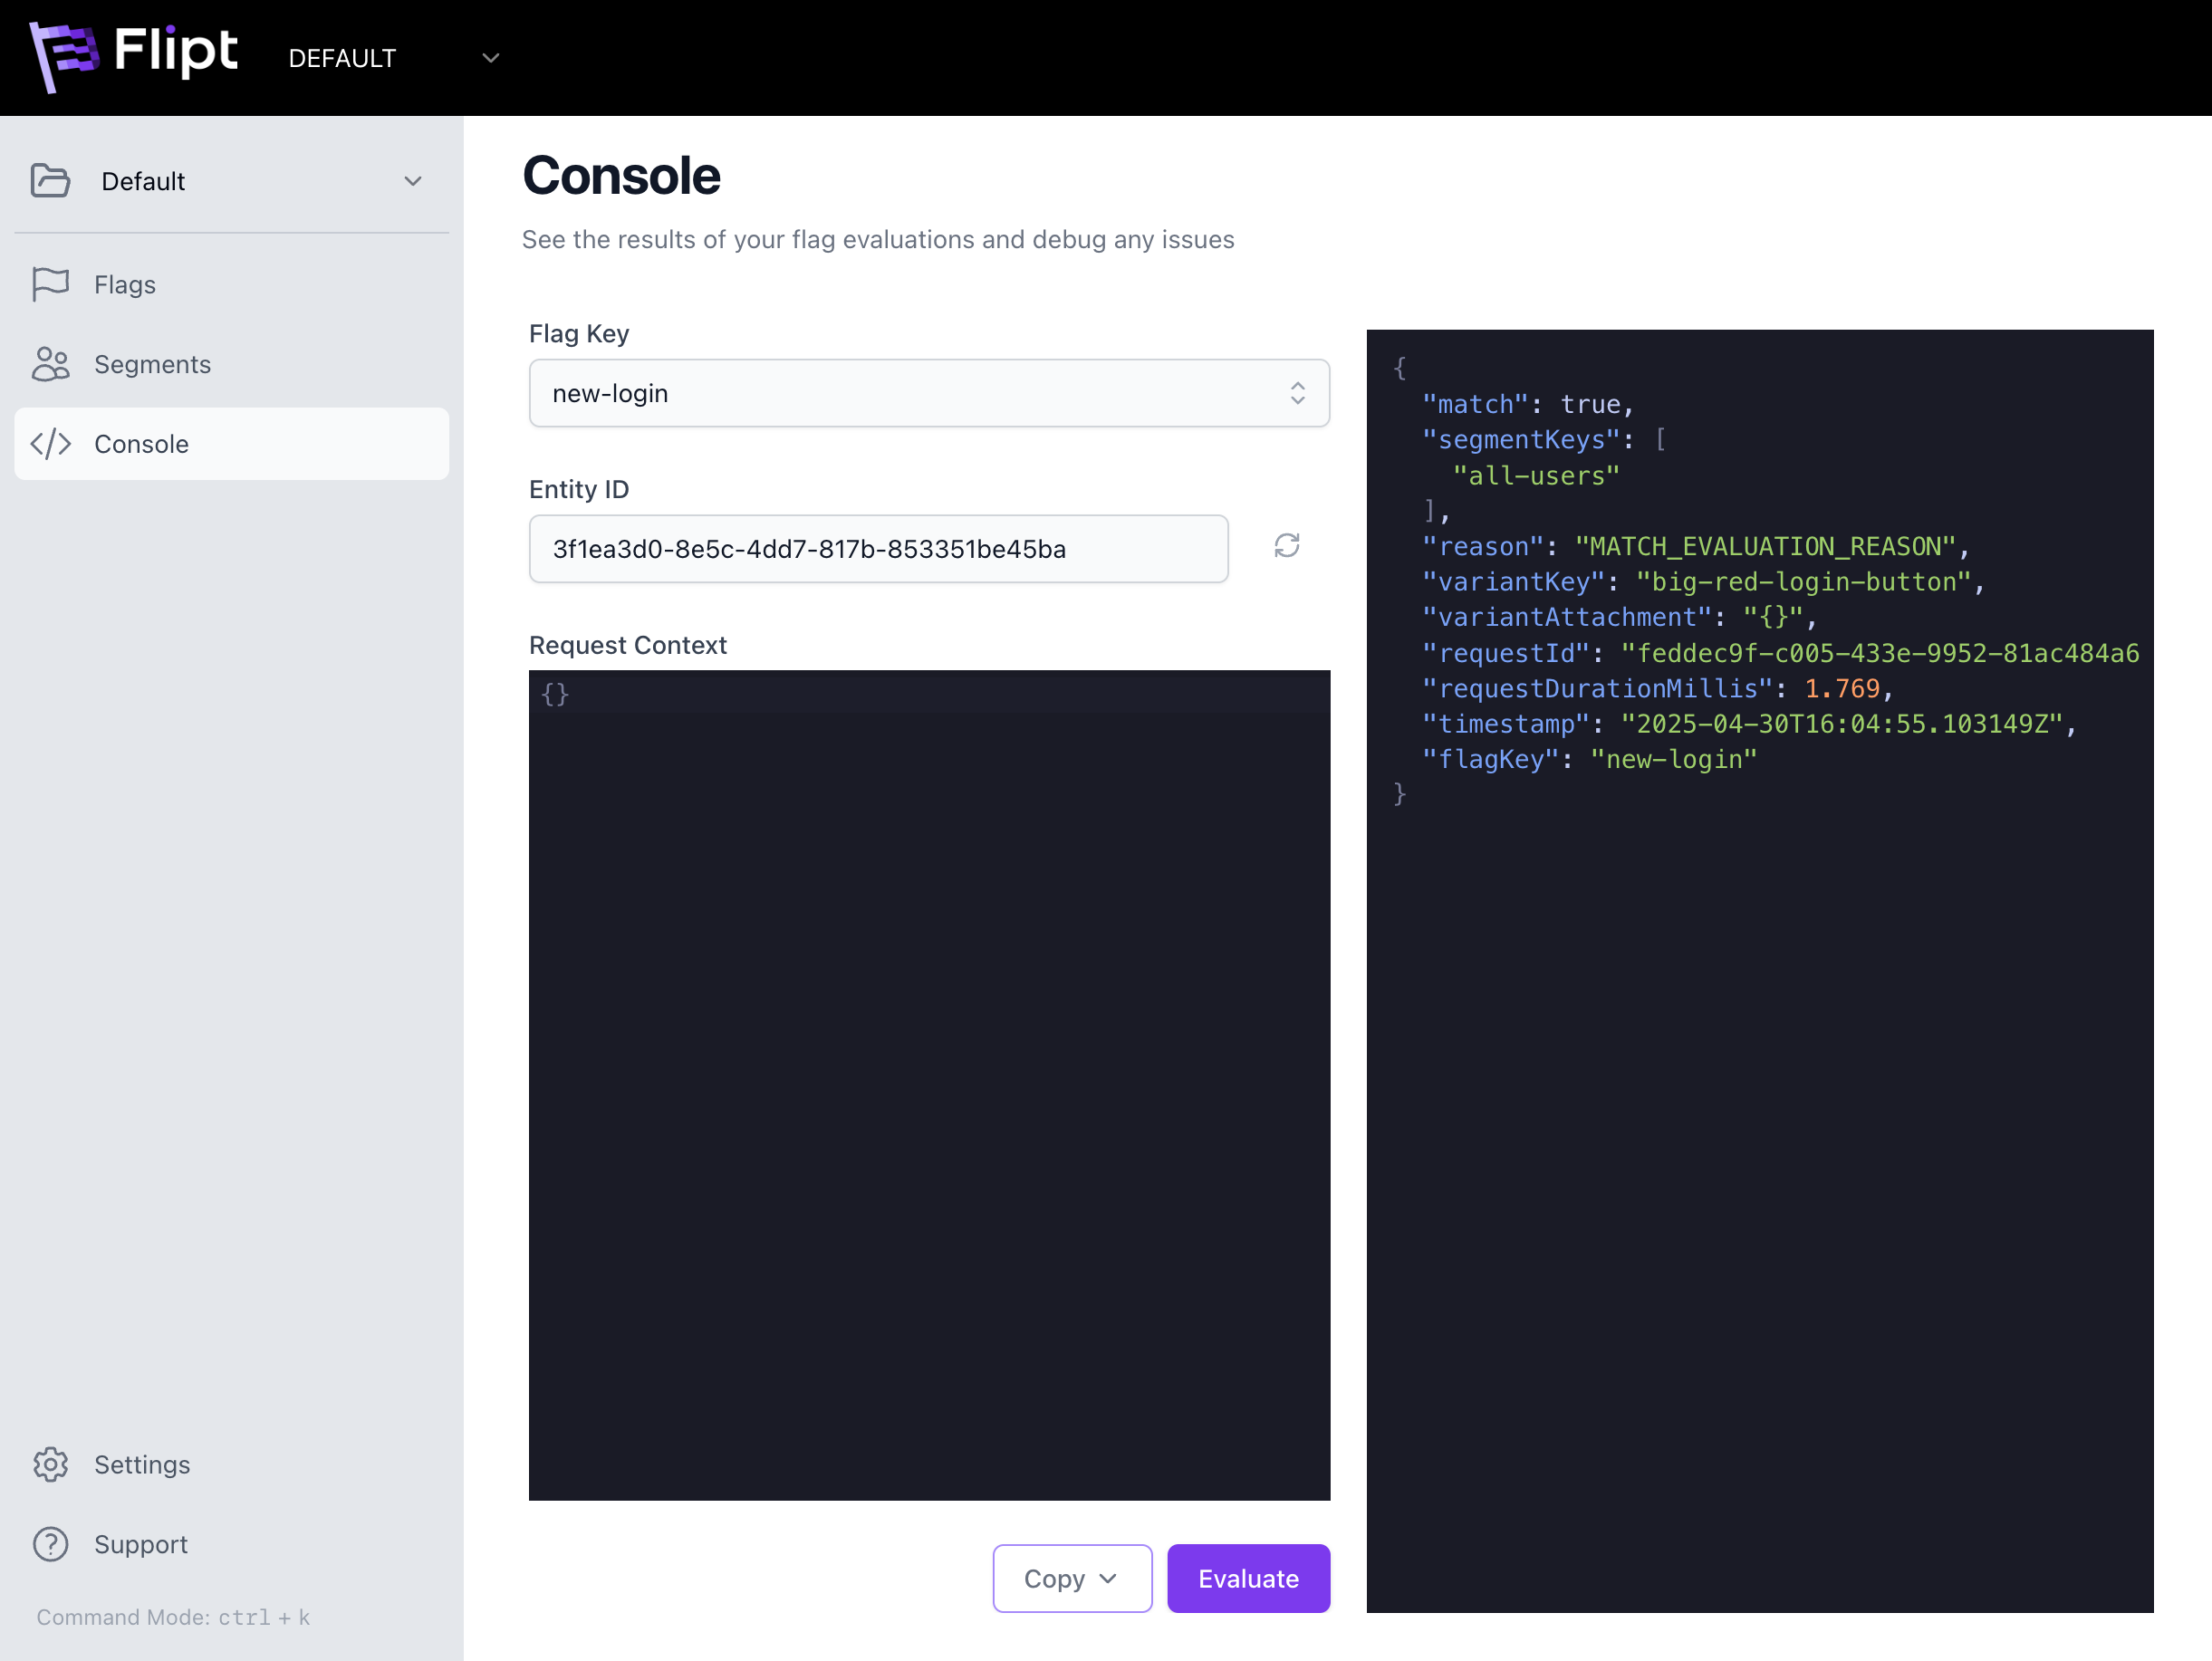 Flipt
DEFAULT
Default
Flags
Segments
Console
Settings
Support
Command Mode: ctrl + k
Console
See the results of your flag evaluations and debug any issues
Flag Key
new-login
Entity ID
3f1ea3d0-8e5c-4dd7-817b-853351be45ba
Request Context
{}
Copy
Evaluate
{
"match": true,
"segmentKeys": [
"all-users"
],
"reason": "MATCH_EVALUATION_REASON",
"variantKey": "big-red-login-button",
"variantAttachment": "{}",
"requestId": "feddec9f-c005-433e-9952-81ac484a6
"requestDurationMillis": 1.769,
"timestamp": "2025-04-30T16:04:55.103149Z",
"flagKey": "new-login"
}